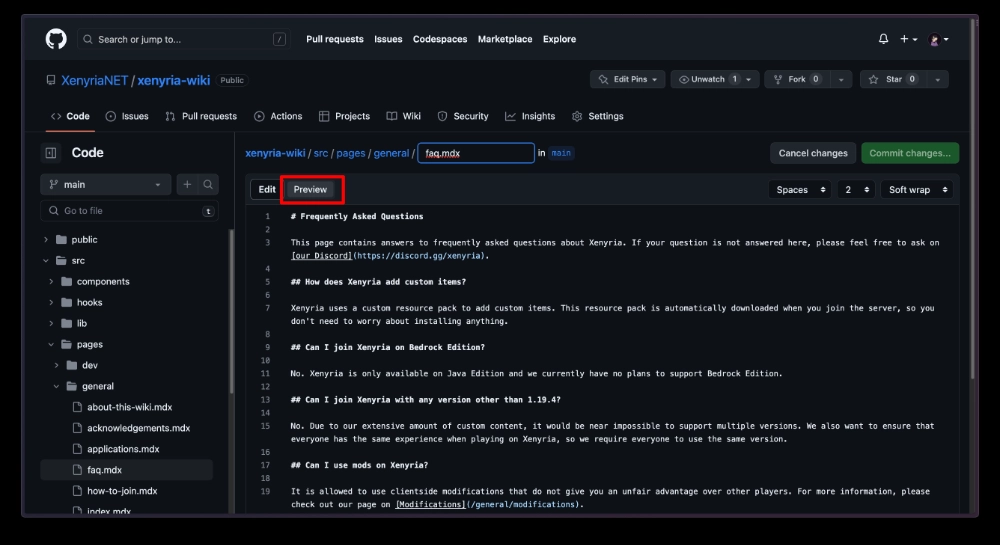 Search or jump to... /
Pull requests Issues Codespaces Marketplace Explore
XenyriaNET / xenyria-wiki Public
Edit Pins Unwatch 1 Fork 0 Star 0
Code Issues Pull requests Actions Projects Wiki Security Insights Settings
Code
main
Go to file t
public
src
components
hooks
lib
pages
dev
general
about-this-wiki.mdx
acknowledgements.mdx
applications.mdx
faq.mdx
how-to-join.mdx
index.mdx
xenyria-wiki / src / pages / general / faq.mdx in main
Cancel changes Commit changes...
Edit Preview
Spaces 2 Soft wrap
1 # Frequently Asked Questions
2
3 This page contains answers to frequently asked questions about Xenyria. If your question is not answered here, please feel free to ask on
[our Discord](https://discord.gg/xenyria).
4
5 ## How does Xenyria add custom items?
6
7 Xenyria uses a custom resource pack to add custom items. This resource pack is automatically downloaded when you join the server, so you
don't need to worry about installing anything.
8
9 ## Can I join Xenyria on Bedrock Edition?
10
11 No. Xenyria is only available on Java Edition and we currently have no plans to support Bedrock Edition.
12
13 ## Can I join Xenyria with any version other than 1.19.4?
14
15 No. Due to our extensive amount of custom content, it would be near impossible to support multiple versions. We also want to ensure that
everyone has the same experience when playing on Xenyria, so we require everyone to use the same version.
16
17 ## Can I use mods on Xenyria?
18
19 It is allowed to use clientside modifications that do not give you an unfair advantage over other players. For more information, please
check out our page on [Modifications](/general/modifications).